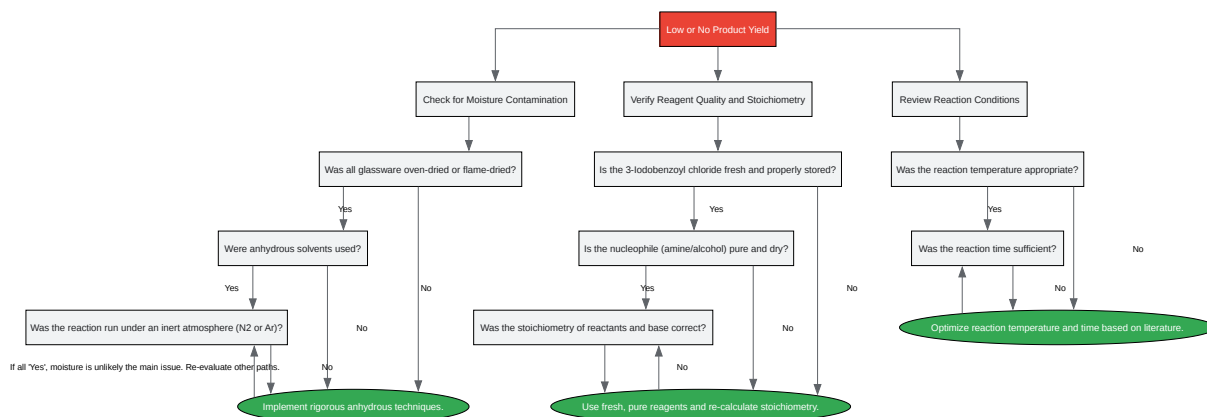 Low or No Product Yield
Check for Moisture Contamination
Verify Reagent Quality and Stoichiometry
Review Reaction Conditions
Was all glassware oven-dried or flame-dried?
Is the 3-Iodobenzoyl chloride fresh and properly stored?
Was the reaction temperature appropriate?
Yes
Yes
Yes
Were anhydrous solvents used?
Is the nucleophile (amine/alcohol) pure and dry?
Was the reaction time sufficient?
No
Yes
No
Yes
No
No
Was the reaction run under an inert atmosphere (N2 or Ar)?
No
Was the stoichiometry of reactants and base correct?
No
Optimize reaction temperature and time based on literature.
If all 'Yes', moisture is unlikely the main issue. Re-evaluate other paths.
No
No
Implement rigorous anhydrous techniques.
Use fresh, pure reagents and re-calculate stoichiometry.